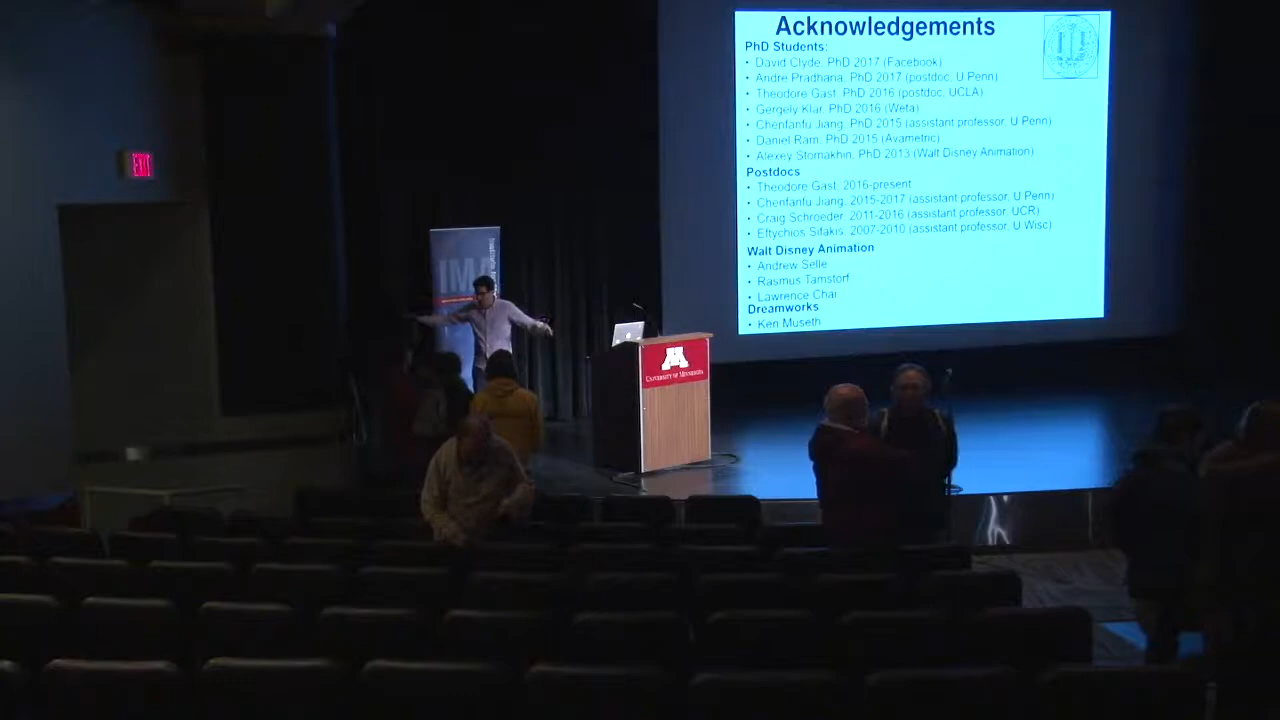 Acknowledgements
PhD Students:
• David Clyde, PhD 2017 (Facebook)
• Andre Pradhana, PhD 2017 (postdoc, U Penn)
• Theodore Gast, PhD 2016 (postdoc, UCLA)
• Gergely Klar, PhD 2016 (Weta)
• Chenfanfu Jiang, PhD 2015 (assistant professor, U Penn)
• Daniel Ram, PhD 2015 (Avametric)
• Alexey Stomakhin, PhD 2013 (Walt Disney Animation)
Postdocs
• Theodore Gast, 2016-present
• Chenfanfu Jiang, 2015-2017 (assistant professor, U Penn)
• Craig Schroeder, 2011-2016 (assistant professor, UCR)
• Eftychios Sifakis, 2007-2010 (assistant professor, U Wisc)
Walt Disney Animation
• Andrew Selle
• Rasmus Tamstorf
• Lawrence Chai
Dreamworks
• Ken Museth
EXIT
IM
M
UNIVERSITY OF MINNESOTA